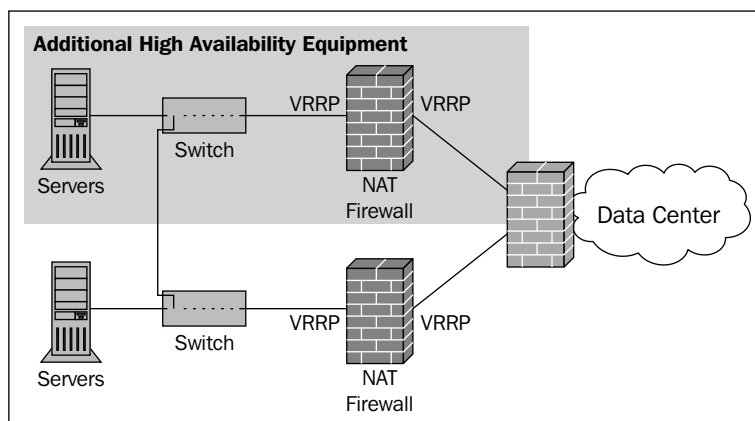 Additional High Availability Equipment
VRRP
VRRP
Switch
Servers
NAT
Firewall
Data Center
VRRP
VRRP
Switch
Servers
NAT
Firewall